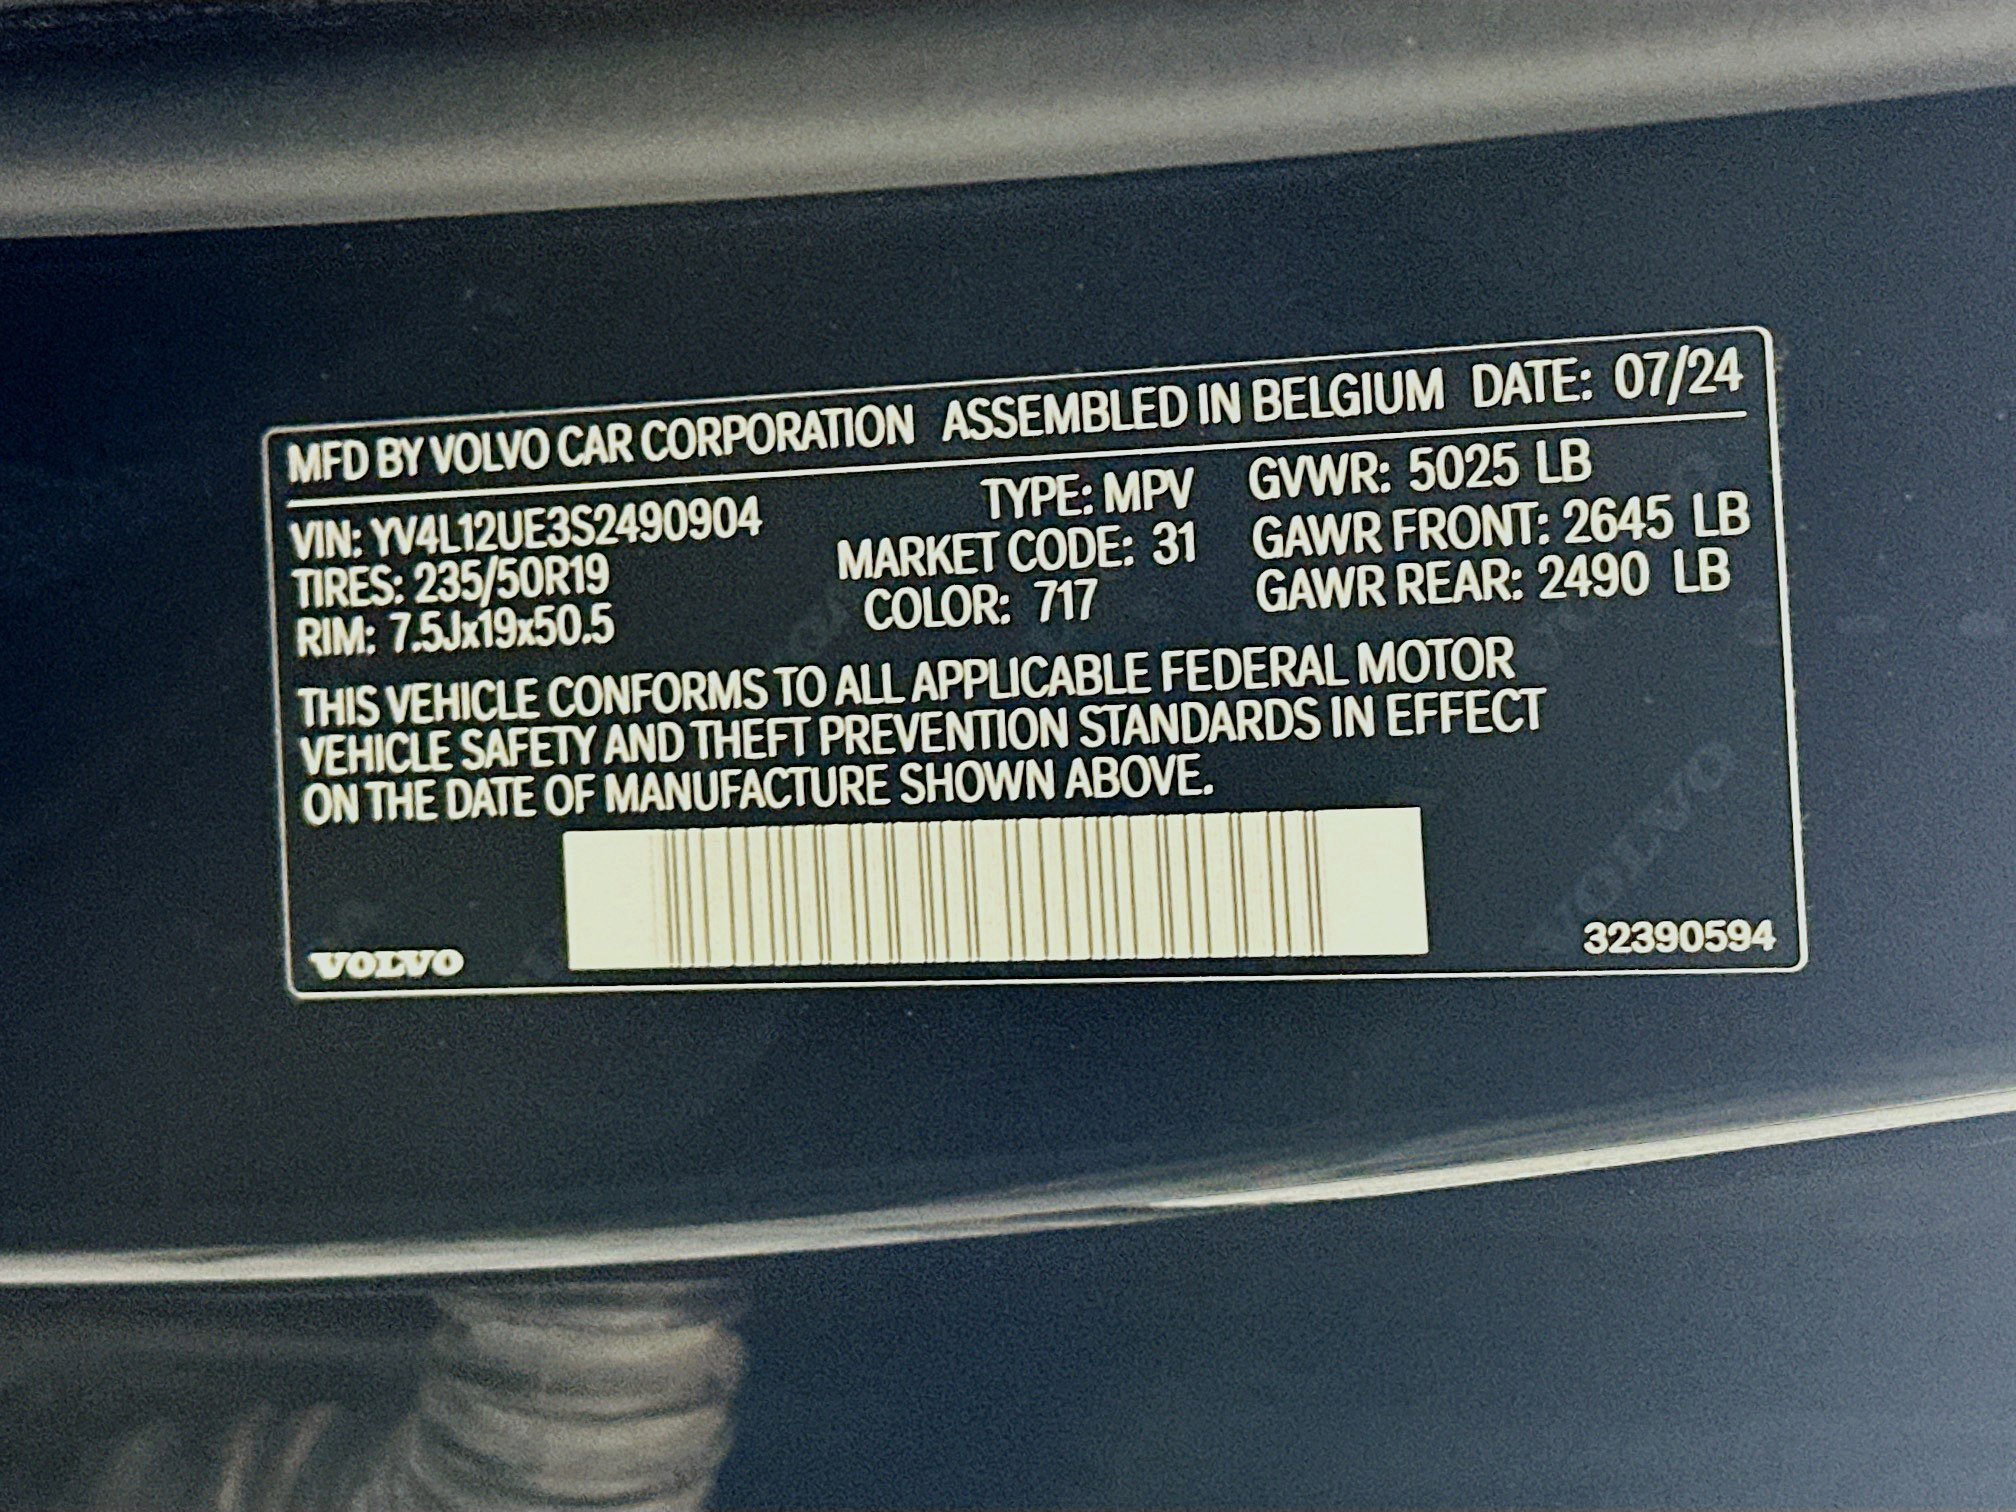 MFD BY VOLVO CAR CORPORATION ASSEMBLED IN BELGIUM DATE: 07/24
VIN: YV4L12UE3S2490904 TYPE: MPV GVWR: 5025 LB
TIRES: 235/50R19 MARKET CODE: 31 GAWR FRONT: 2645 LB
RIM: 7.5Jx19x50.5 COLOR: 717 GAWR REAR: 2490 LB
THIS VEHICLE CONFORMS TO ALL APPLICABLE FEDERAL MOTOR
VEHICLE SAFETY AND THEFT PREVENTION STANDARDS IN EFFECT
ON THE DATE OF MANUFACTURE SHOWN ABOVE.
VOLVO
VOLVO 32390594